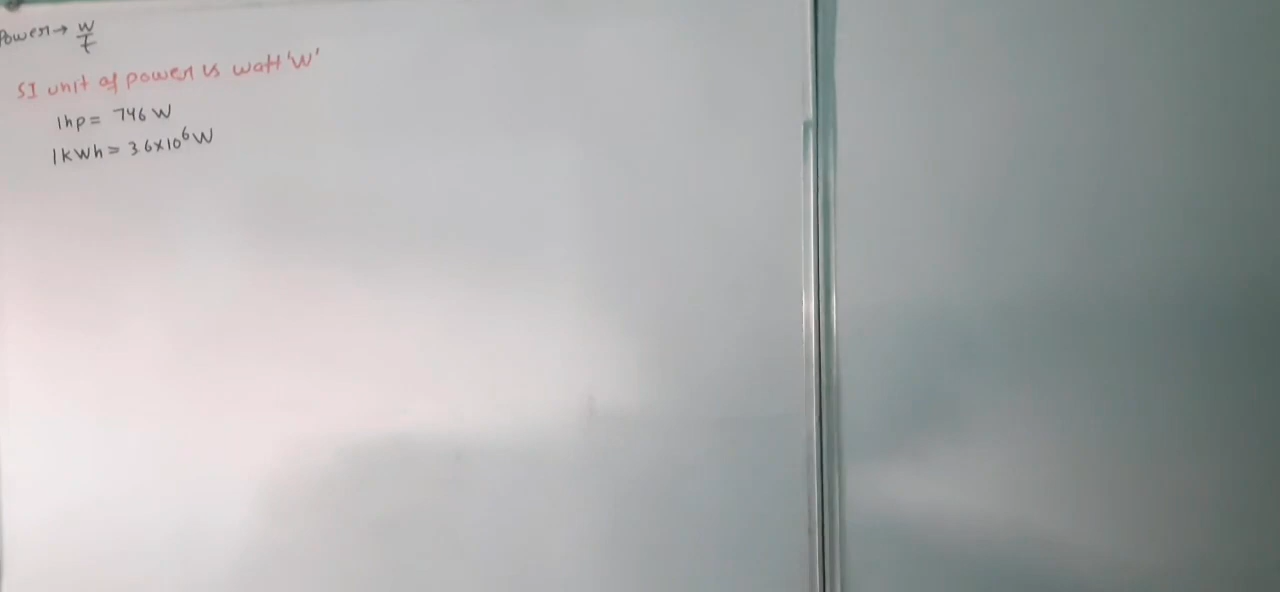 Power → W/t
SI unit of power is watt 'W'
1hp = 746 W
1kWh = 3.6×10⁶ W